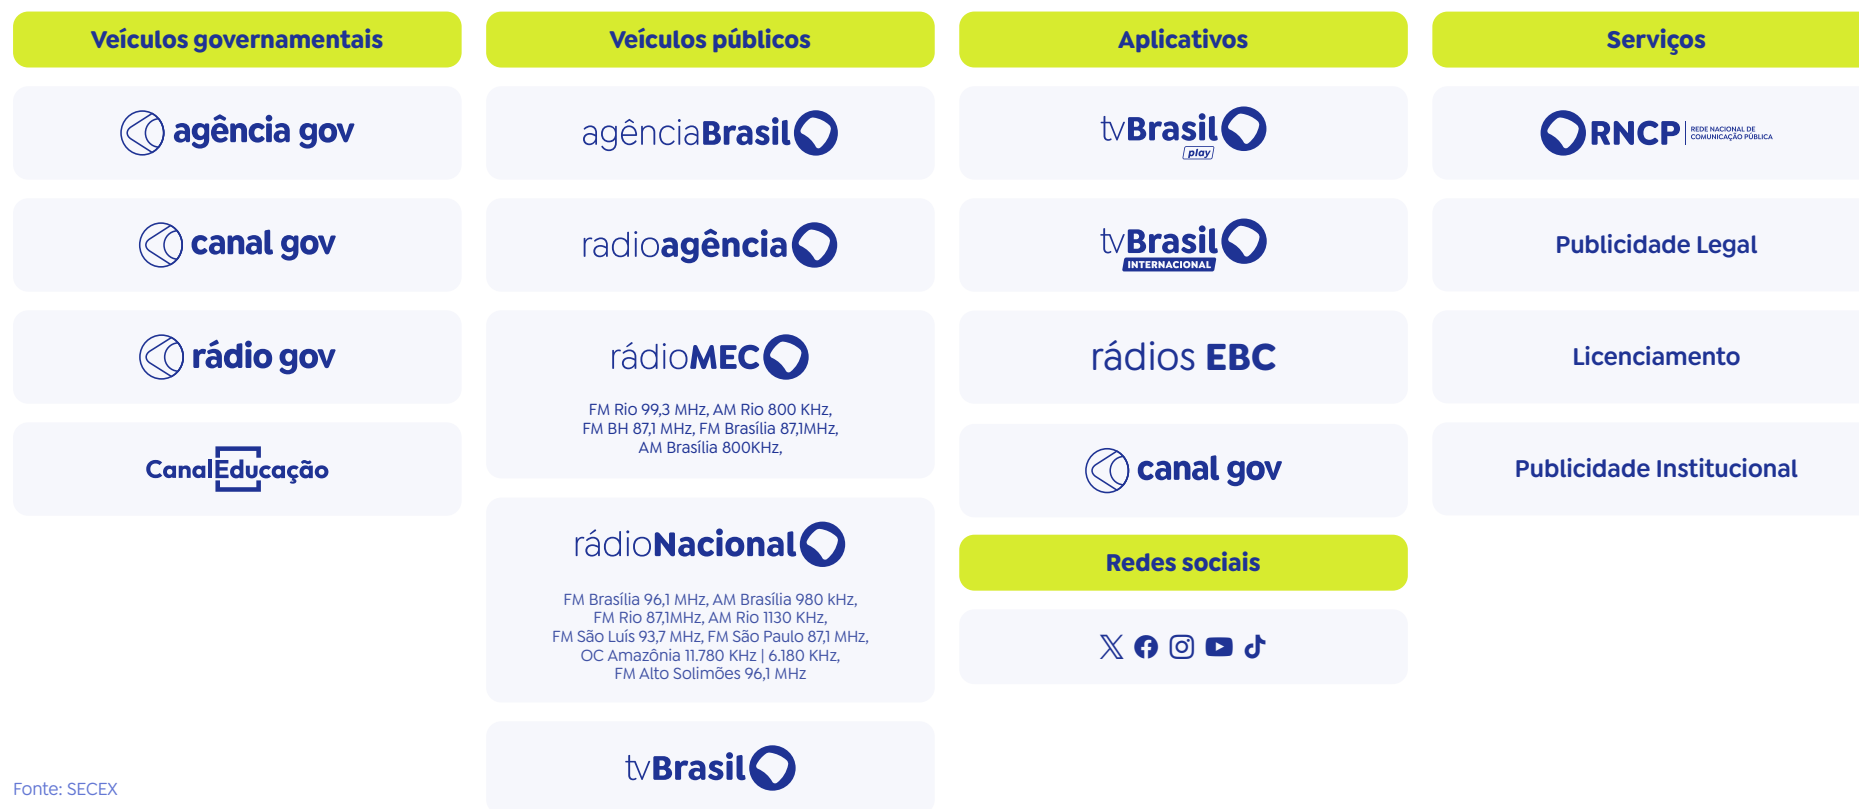 Veículos governamentais
agência gov
canal gov
rádio gov
CanalEducação
Veículos públicos
agênciaBrasil
radioagência
rádioMEC
FM Rio 99,3 MHz, AM Rio 800 KHz,
FM BH 87,1 MHz, FM Brasília 87,1MHz,
AM Brasília 800KHz,
rádioNacional
FM Brasília 96,1 MHz, AM Brasília 980 kHz,
FM Rio 87,1MHz, AM Rio 1130 KHz,
FM São Luís 93,7 MHz, FM São Paulo 87,1 MHz,
OC Amazônia 11.780 KHz | 6.180 KHz,
FM Alto Solimões 96,1 MHz
tvBrasil
Aplicativos
tvBrasil
play
tvBrasil
INTERNACIONAL
rádios EBC
canal gov
Redes sociais
Serviços
RNCP
REDE NACIONAL DE
COMUNICAÇÃO PÚBLICA
Publicidade Legal
Licenciamento
Publicidade Institucional
Fonte: SECEX